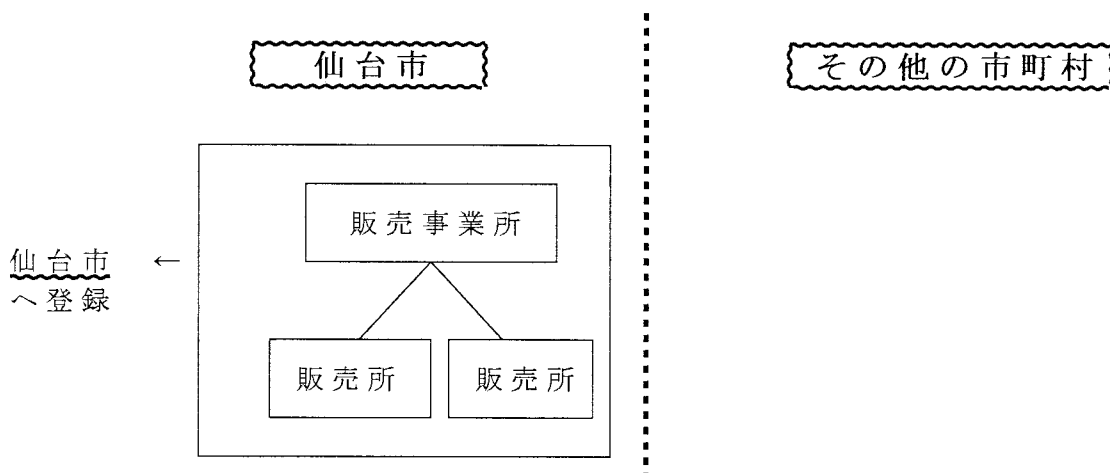 仙台市
その他の市町村
販売事業所
仙台市 ←
へ登録
販売所
販売所